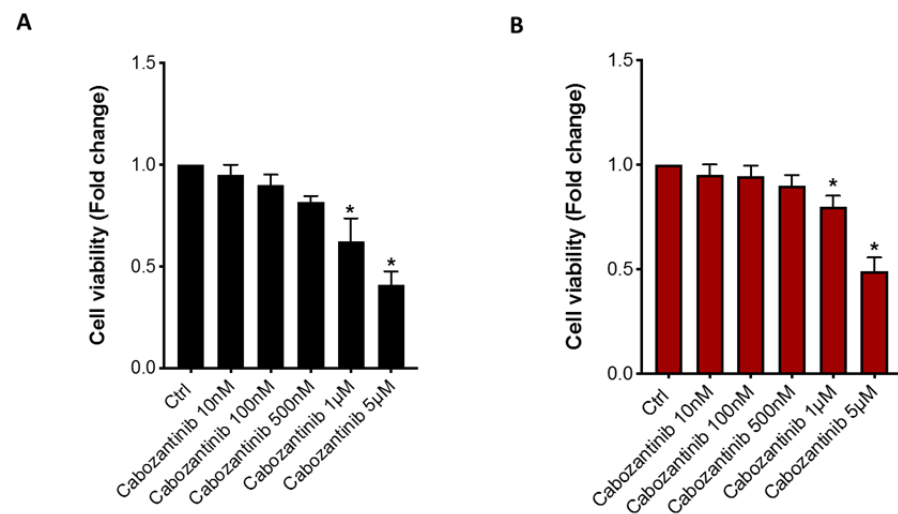 A
Cell viability (Fold change)
1.5
1.0
0.5
0.0
*
*
Ctrl
Cabozantinib 10nM
Cabozantinib 100nM
Cabozantinib 500nM
Cabozantinib 1µM
Cabozantinib 5µM
B
Cell viability (Fold change)
1.5
1.0
0.5
0.0
*
*
Ctrl
Cabozantinib 10nM
Cabozantinib 100nM
Cabozantinib 500nM
Cabozantinib 1µM
Cabozantinib 5µM